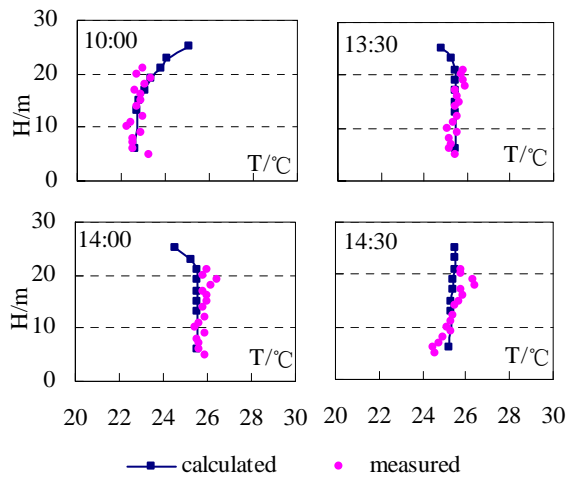 30
10:00
13:30
20
H/m
10
T/℃
T/℃
0
30
14:00
14:30
20
H/m
10
T/℃
T/℃
0
20 22 24 26 28 30 20 22 24 26 28 30
calculated measured